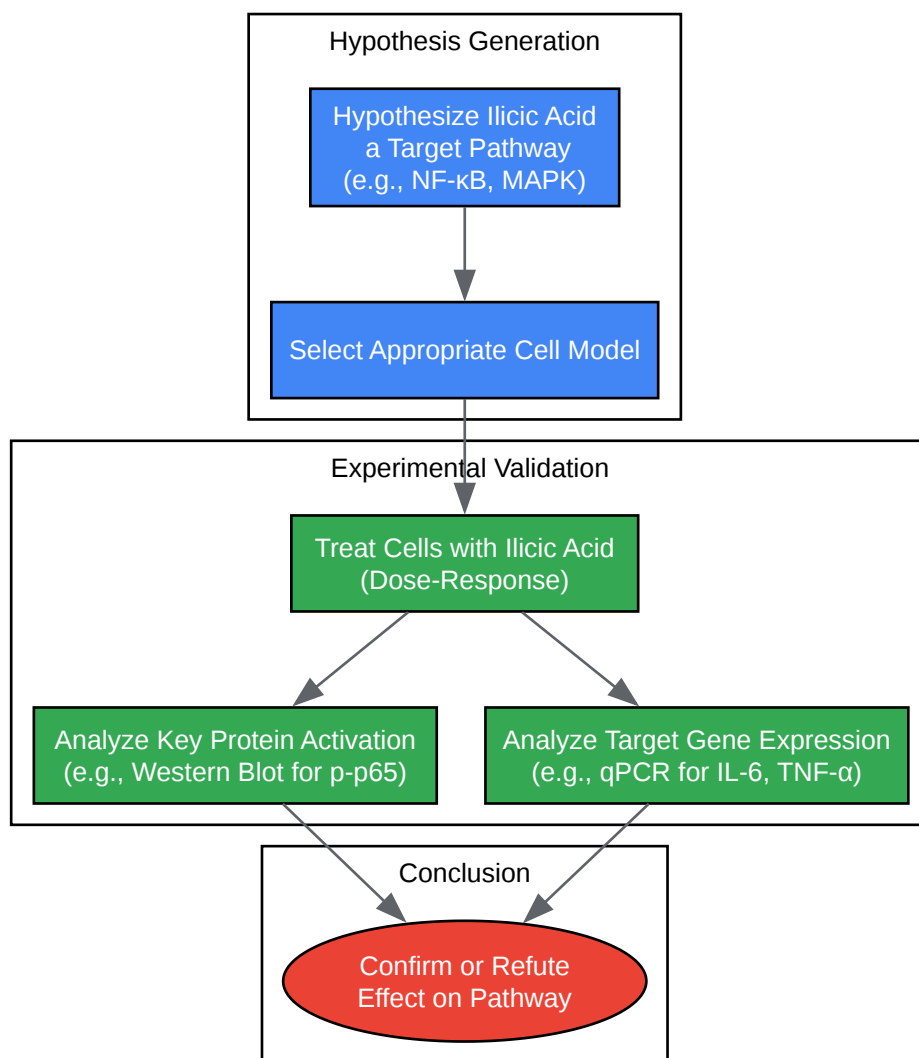 Hypothesis Generation
Hypothesize Ilicic Acid
a Target Pathway
(e.g., NF-κB, MAPK)
Select Appropriate Cell Model
Experimental Validation
Treat Cells with Ilicic Acid
(Dose-Response)
Analyze Key Protein Activation
(e.g., Western Blot for p-p65)
Analyze Target Gene Expression
(e.g., qPCR for IL-6, TNF-α)
Conclusion
Confirm or Refute
Effect on Pathway